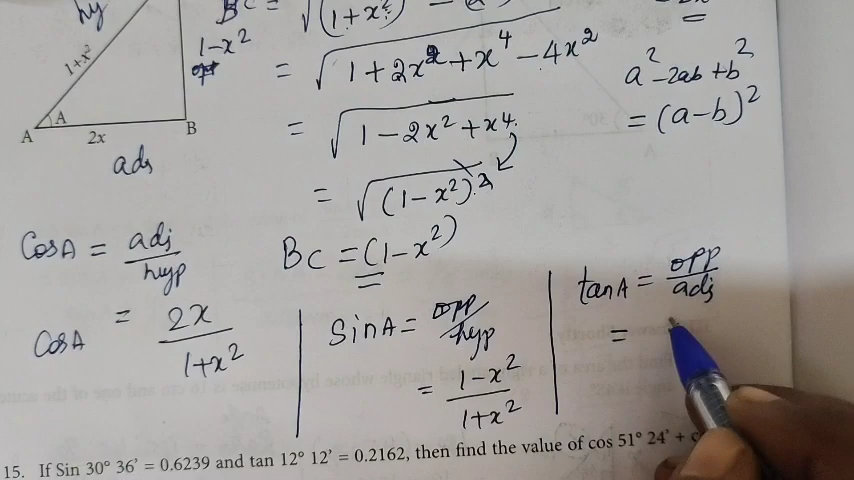 hy
BC = √(1+x²)
1+x²
1-x²
opp
= √1+2x²+x⁴-4x²
a²-2ab+b²
= (a-b)²
A
A
2x
B
adj
= √1-2x²+x4
= √(1-x²)²
BC = (1-x²)
CosA = adj/hyp
CosA = 2x/1+x²
SinA = opp/hyp
= 1-x²/1+x²
tanA = opp/adj
=
15. If Sin 30° 36' = 0.6239 and tan 12° 12' = 0.2162, then find the value of cos 51° 24' +